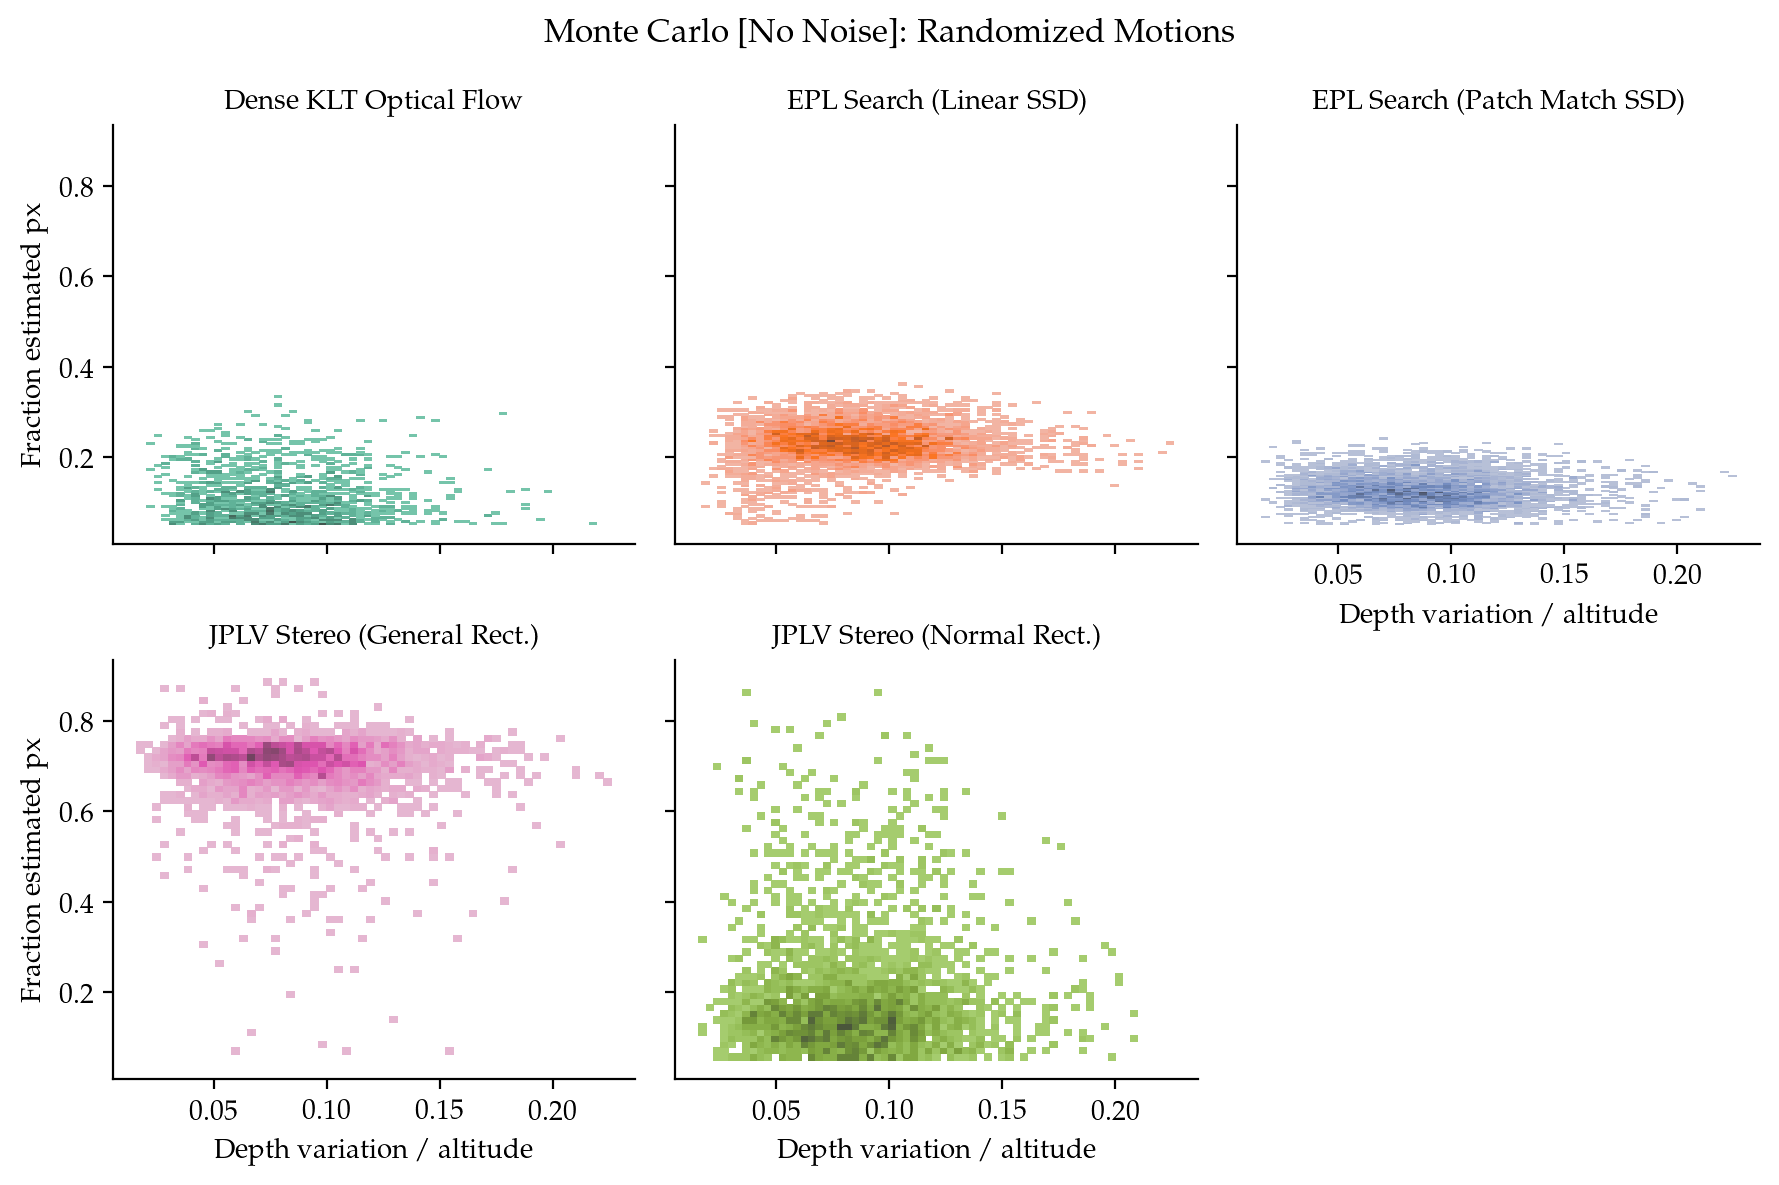 Monte Carlo [No Noise]: Randomized Motions
Dense KLT Optical Flow
EPL Search (Linear SSD)
EPL Search (Patch Match SSD)
Fraction estimated px
0.8
0.6
0.4
0.2
0.05 0.10 0.15 0.20
Depth variation / altitude
JPLV Stereo (General Rect.)
JPLV Stereo (Normal Rect.)
Fraction estimated px
0.8
0.6
0.4
0.2
0.05 0.10 0.15 0.20
Depth variation / altitude
0.05 0.10 0.15 0.20
Depth variation / altitude